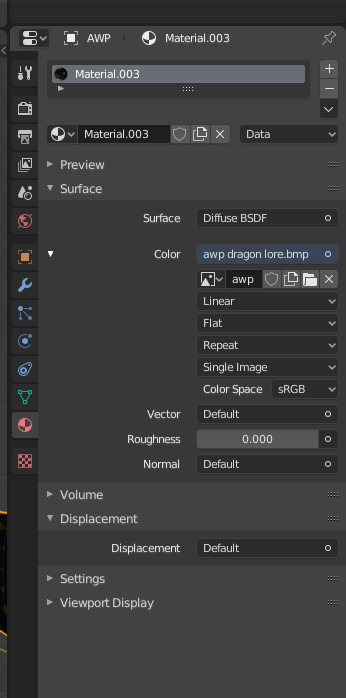 AWP Material.003
Material.003
Material.003 Data
Preview
Surface
Surface Diffuse BSDF
Color awp dragon lore.bmp
awp
Linear
Flat
Repeat
Single Image
Color Space sRGB
Vector Default
Roughness 0.000
Normal Default
Volume
Displacement
Displacement Default
Settings
Viewport Display